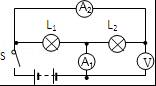 A₂
L₁ L₂
S A₁ V